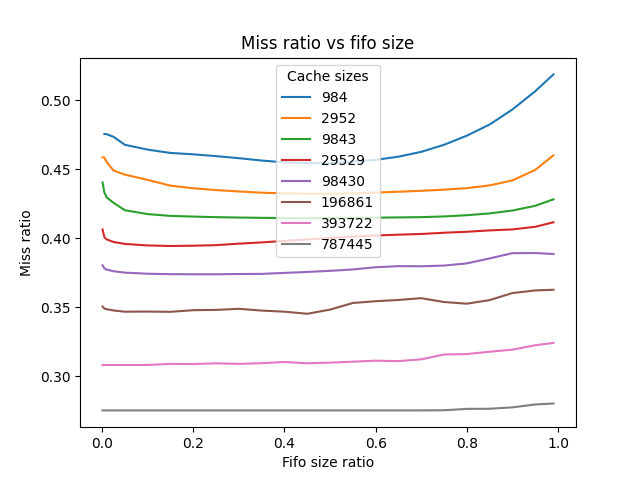 Miss ratio vs fifo size
Cache sizes
984
2952
9843
29529
98430
196861
393722
787445
0.50
0.45
0.40
0.35
0.30
Miss ratio
0.0 0.2 0.4 0.6 0.8 1.0
Fifo size ratio